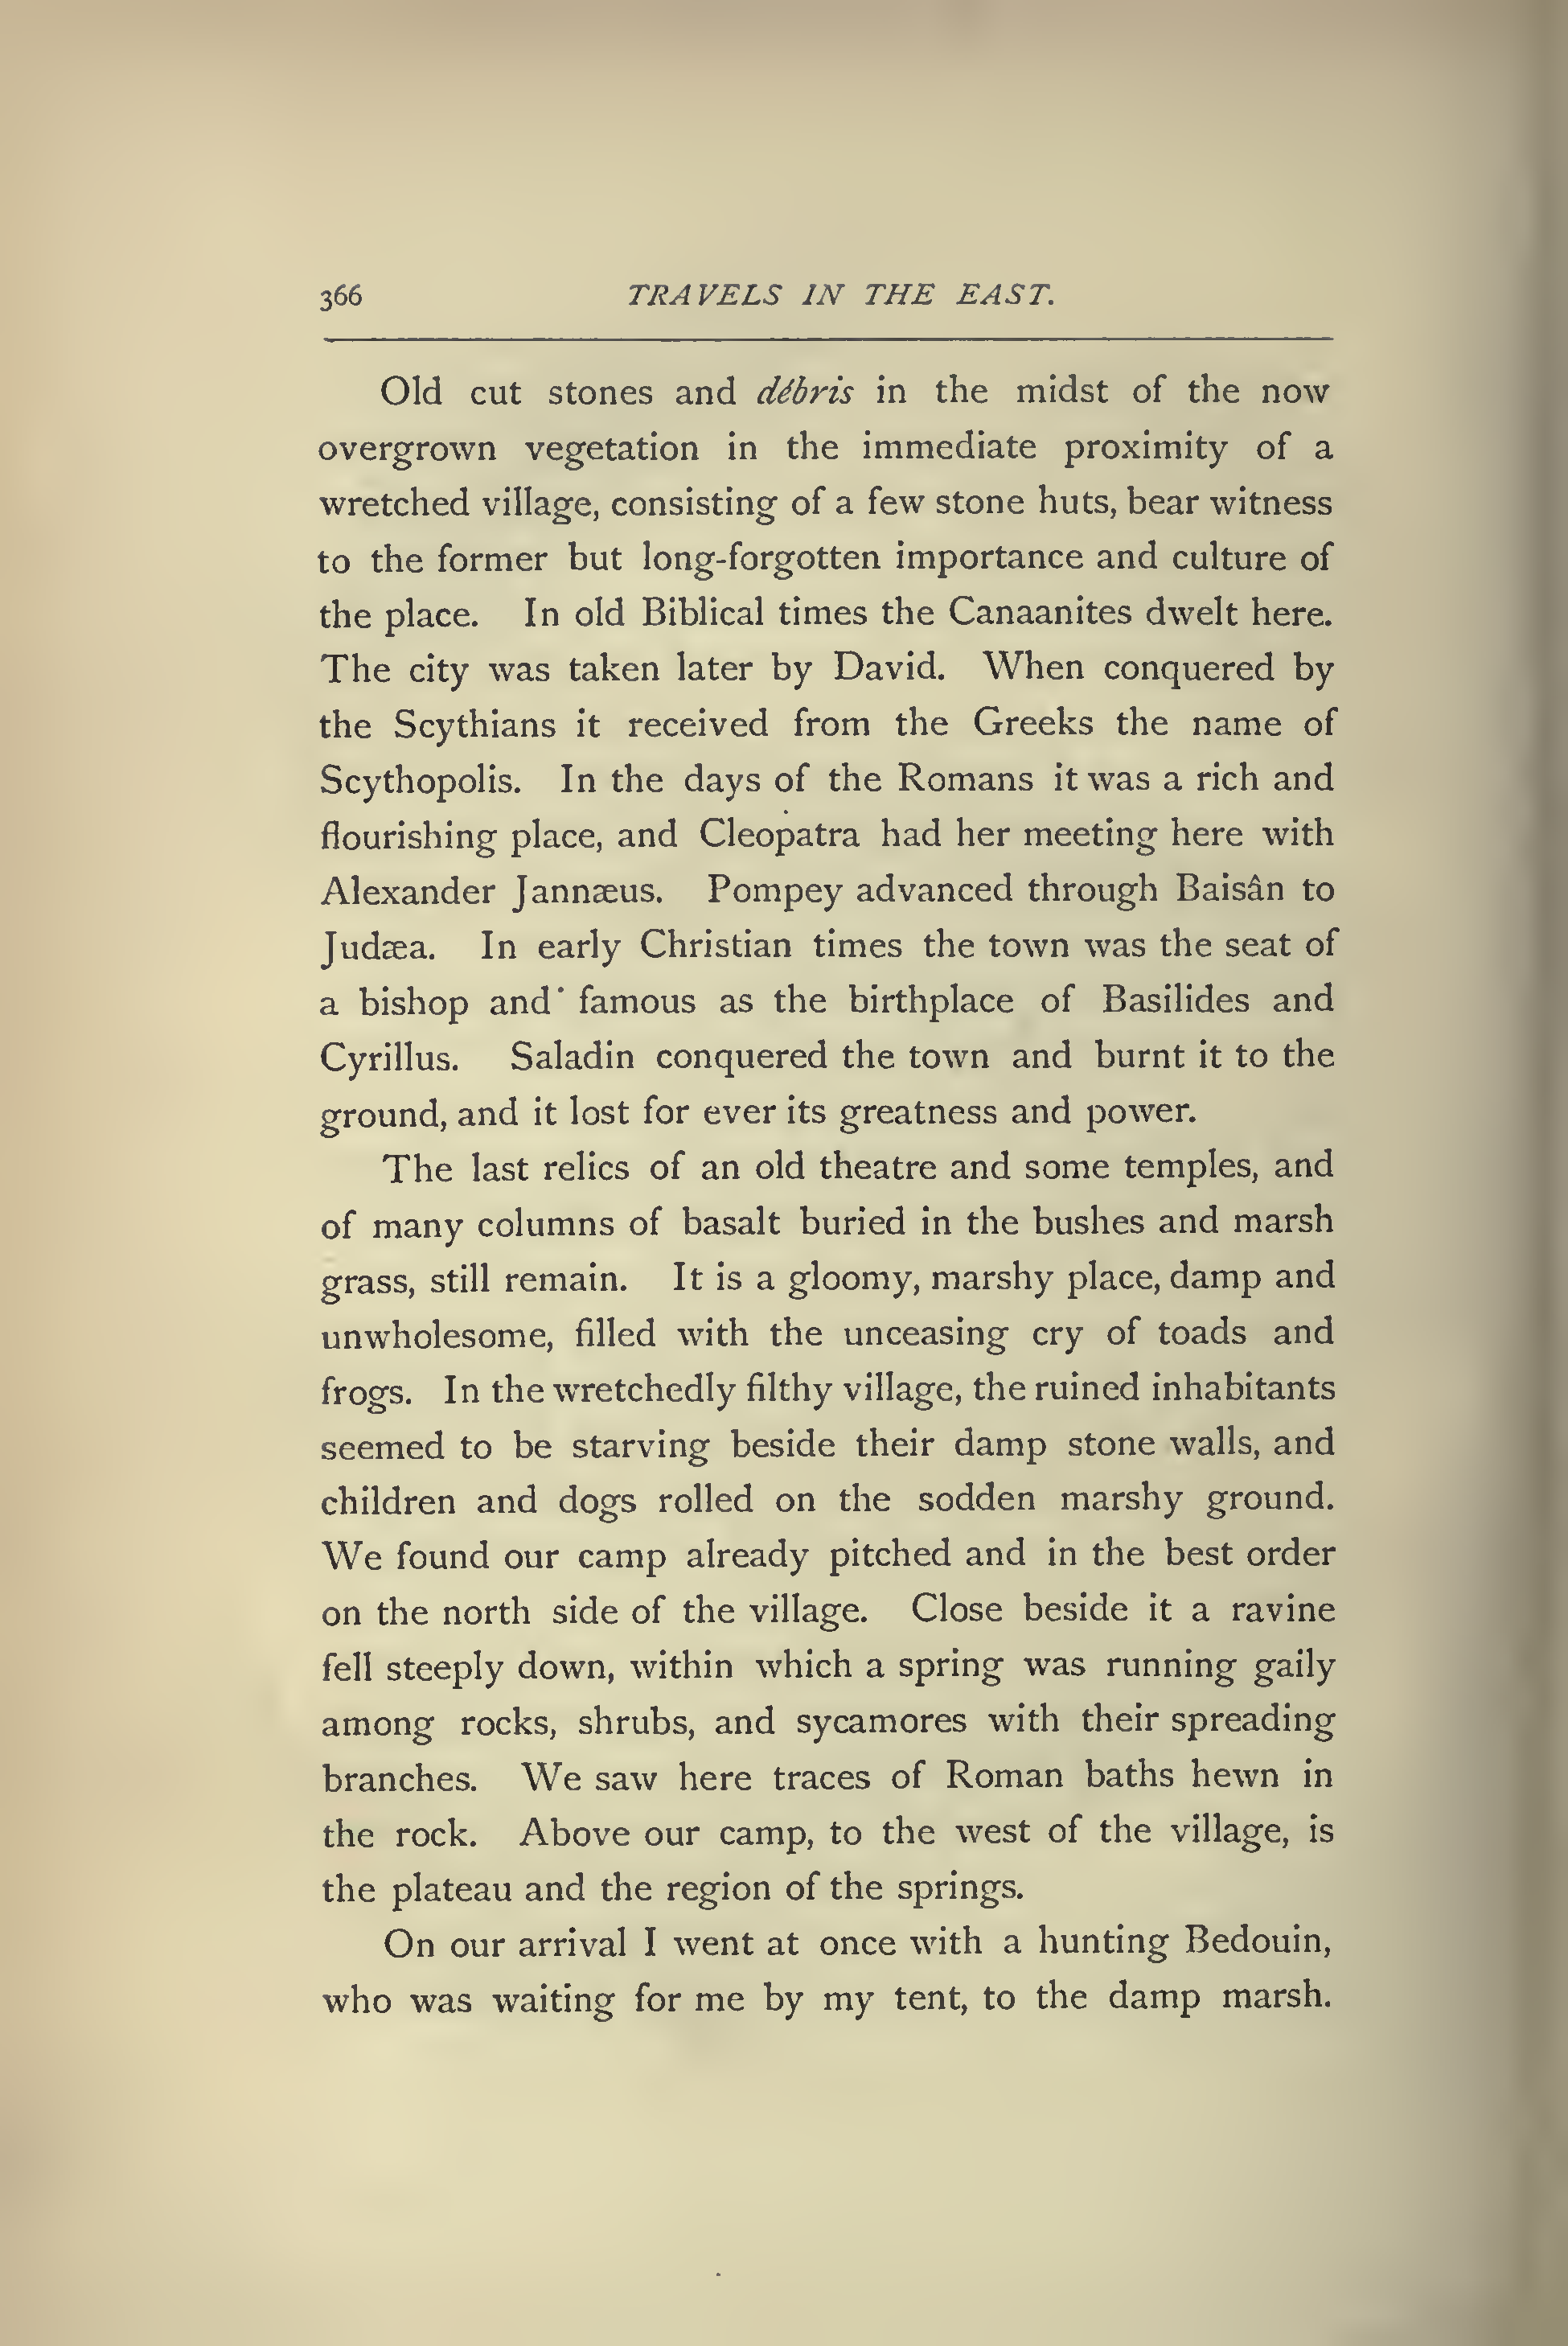 366 TRAVELS IN THE EAST.
Old cut stones and débris in the midst of the now
overgrown vegetation in the immediate proximity of a
wretched village, consisting of a few stone huts, bear witness
to the former but long-forgotten importance and culture of
the place. In old Biblical times the Canaanites dwelt here.
The city was taken later by David. When conquered by
the Scythians it received from the Greeks the name of
Scythopolis. In the days of the Romans it was a rich and
flourishing place, and Cleopatra had her meeting here with
Alexander Jannæus. Pompey advanced through Baisân to
Judæa. In early Christian times the town was the seat of
a bishop and famous as the birthplace of Basilides and
Cyrillus. Saladin conquered the town and burnt it to the
ground, and it lost for ever its greatness and power.
The last relics of an old theatre and some temples, and
of many columns of basalt buried in the bushes and marsh
grass, still remain. It is a gloomy, marshy place, damp and
unwholesome, filled with the unceasing cry of toads and
frogs. In the wretchedly filthy village, the ruined inhabitants
seemed to be starving beside their damp stone walls, and
children and dogs rolled on the sodden marshy ground.
We found our camp already pitched and in the best order
on the north side of the village. Close beside it a ravine
fell steeply down, within which a spring was running gaily
among rocks, shrubs, and sycamores with their spreading
branches. We saw here traces of Roman baths hewn in
the rock. Above our camp, to the west of the village, is
the plateau and the region of the springs.
On our arrival I went at once with a hunting Bedouin,
who was waiting for me by my tent, to the damp marsh.